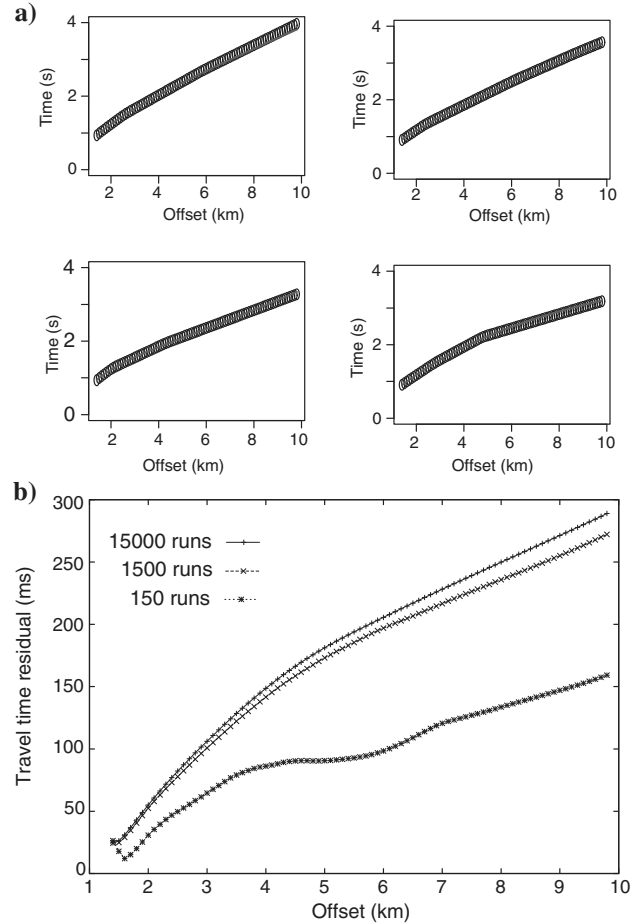 a)
4
2
0
Time (s)
2 4 6 8 10
Offset (km)
4
2
0
Time (s)
2 4 6 8 10
Offset (km)
4
2
0
Time (s)
2 4 6 8 10
Offset (km)
4
2
0
Time (s)
2 4 6 8 10
Offset (km)
b)
300
250
200
150
100
50
0
Travel time residual (ms)
15000 runs
1500 runs
150 runs
1 2 3 4 5 6 7 8 9 10
Offset (km)